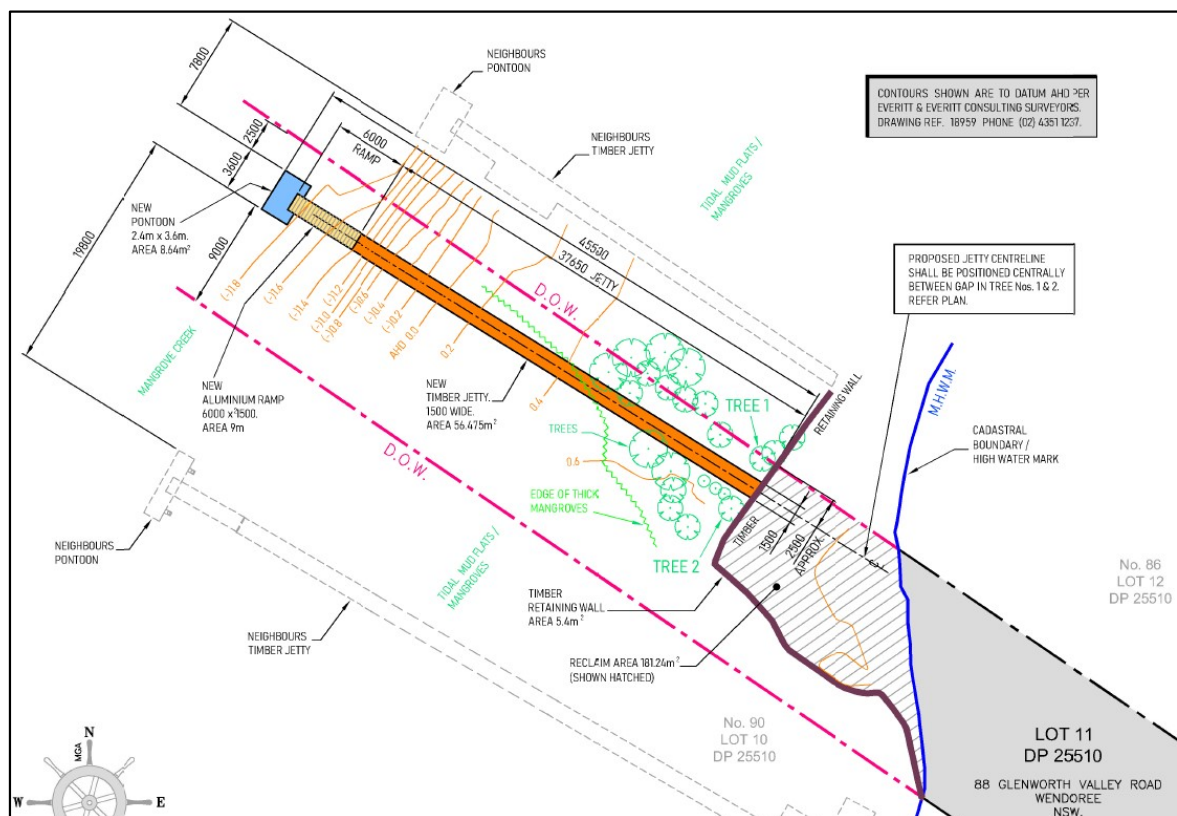 7800
NEIGHBOURS
PONTOON
CONTOURS SHOWN ARE TO DATUM AHD PER
EVERITT & EVERITT CONSULTING SURVEYORS.
DRAWING REF. 18959 PHONE (02) 4351 1237.
2500
6000
RAMP
NEIGHBOURS
TIMBER JETTY
3600
TIDAL MUD FLATS /
MANGROVES
NEW
PONTOON
2.4m x 3.6m.
AREA 8.64m²
19800
9000
45500
37650 JETTY
PROPOSED JETTY CENTRELINE
SHALL BE POSITIONED CENTRALLY
BETWEEN GAP IN TREE Nos. 1 & 2.
REFER PLAN.
(-)1.8
(-)1.6
(-)1.4
(-)1.2
(-)1.0
(-)0.8
(-)0.6
(-)0.4
(-)0.2
AHD 0.0
0.2
0.4
D.O.W.
MANGROVE CREEK
NEW
ALUMINIUM RAMP
6000 x 1500.
AREA 9m
NEW
TIMBER JETTY.
1500 WIDE.
AREA 56.475m²
TREE 1
RETAINING WALL
M.H.W.M.
CADASTRAL
BOUNDARY /
HIGH WATER MARK
TREES
0.6
D.O.W.
EDGE OF THICK
MANGROVES
TIMBER
1500
2500
APPROX.
NEIGHBOURS
PONTOON
TIDAL MUD FLATS /
MANGROVES
TREE 2
No. 86
LOT 12
DP 25510
TIMBER
RETAINING WALL
AREA 5.4m²
NEIGHBOURS
TIMBER JETTY
RECLAIM AREA 181.24m²
(SHOWN HATCHED)
No. 90
LOT 10
DP 25510
LOT 11
DP 25510
88 GLENWORTH VALLEY ROAD
WENDOREE
NSW.
N
MGA
W
E